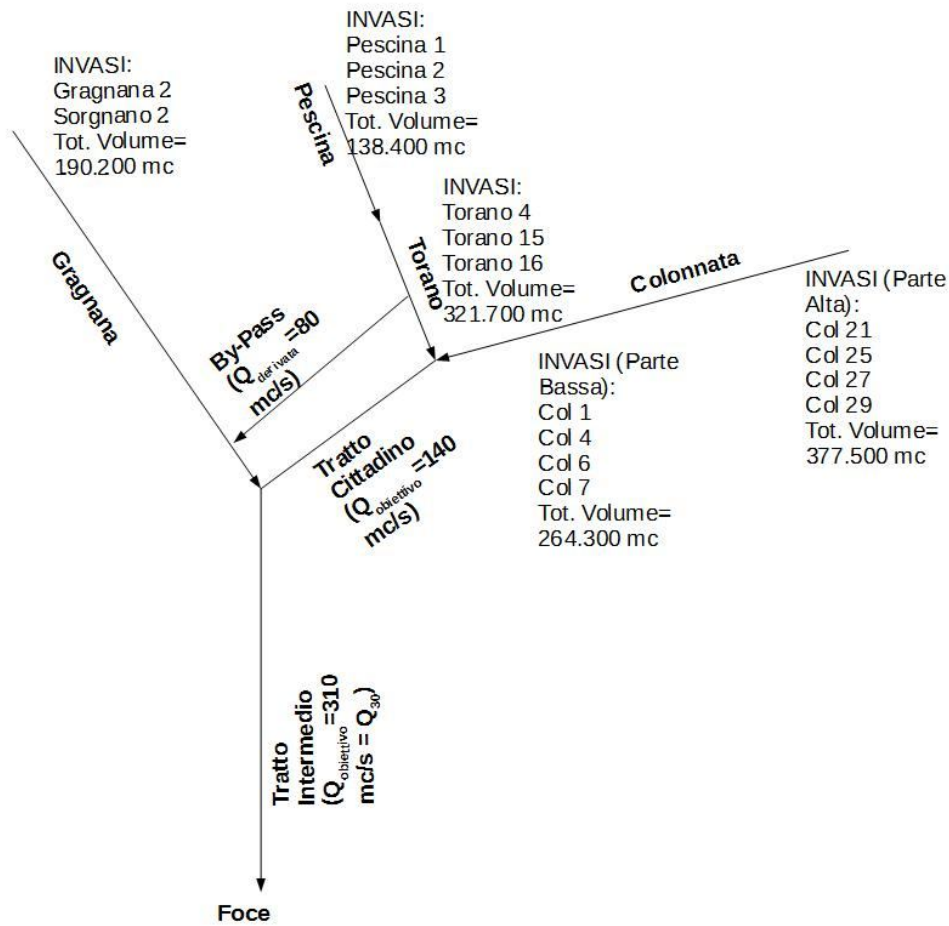 INVASI:
Gragnana 2
Sorgnano 2
Tot. Volume=
190.200 mc
INVASI:
Pescina 1
Pescina 2
Pescina 3
Tot. Volume=
138.400 mc
Pescina
INVASI:
Torano 4
Torano 15
Torano 16
Tot. Volume=
321.700 mc
Torano
Gragnana
Colonnata
INVASI (Parte
Alta):
Col 21
Col 25
Col 27
Col 29
Tot. Volume=
377.500 mc
By-Pass
(Q derivata =80
mc/s)
INVASI (Parte
Bassa):
Col 1
Col 4
Col 6
Col 7
Tot. Volume=
264.300 mc
Tratto
Cittadino
(Q obiettivo =140
mc/s)
Tratto
Intermedio
(Q obiettivo =310
mc/s = Q30)
Foce